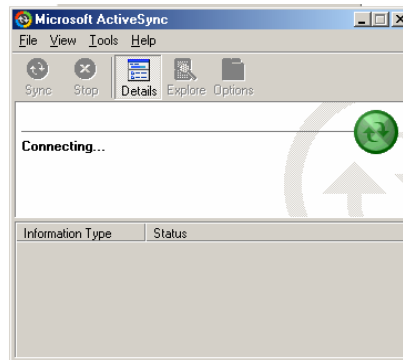 Microsoft ActiveSync
File View Tools Help
Sync Stop Details Explore Options
Connecting...
Information Type Status